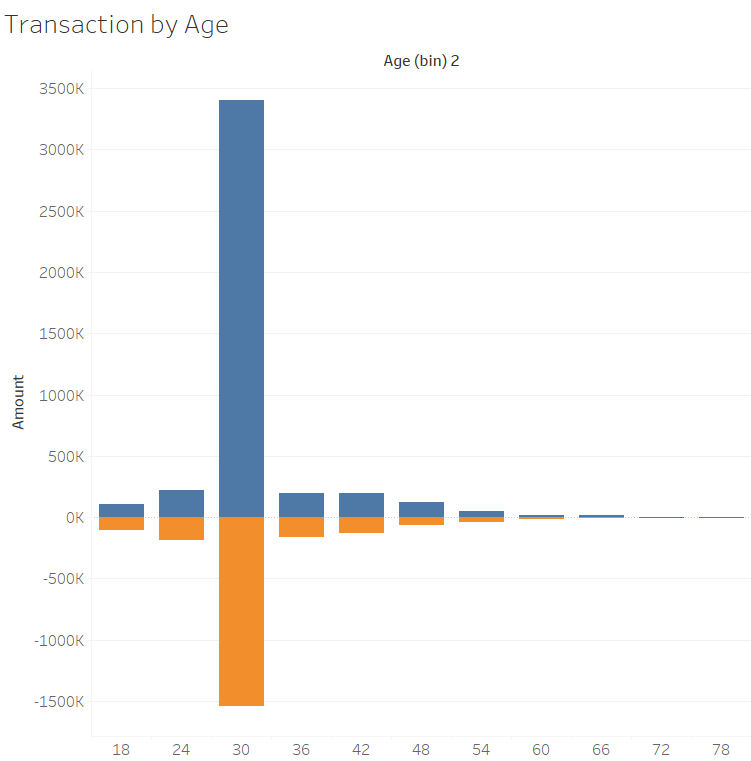 Transaction by Age
Age (bin) 2
3500K
3000K
2500K
2000K
1500K
1000K
500K
0K
-500K
-1000K
-1500K
Amount
18 24 30 36 42 48 54 60 66 72 78